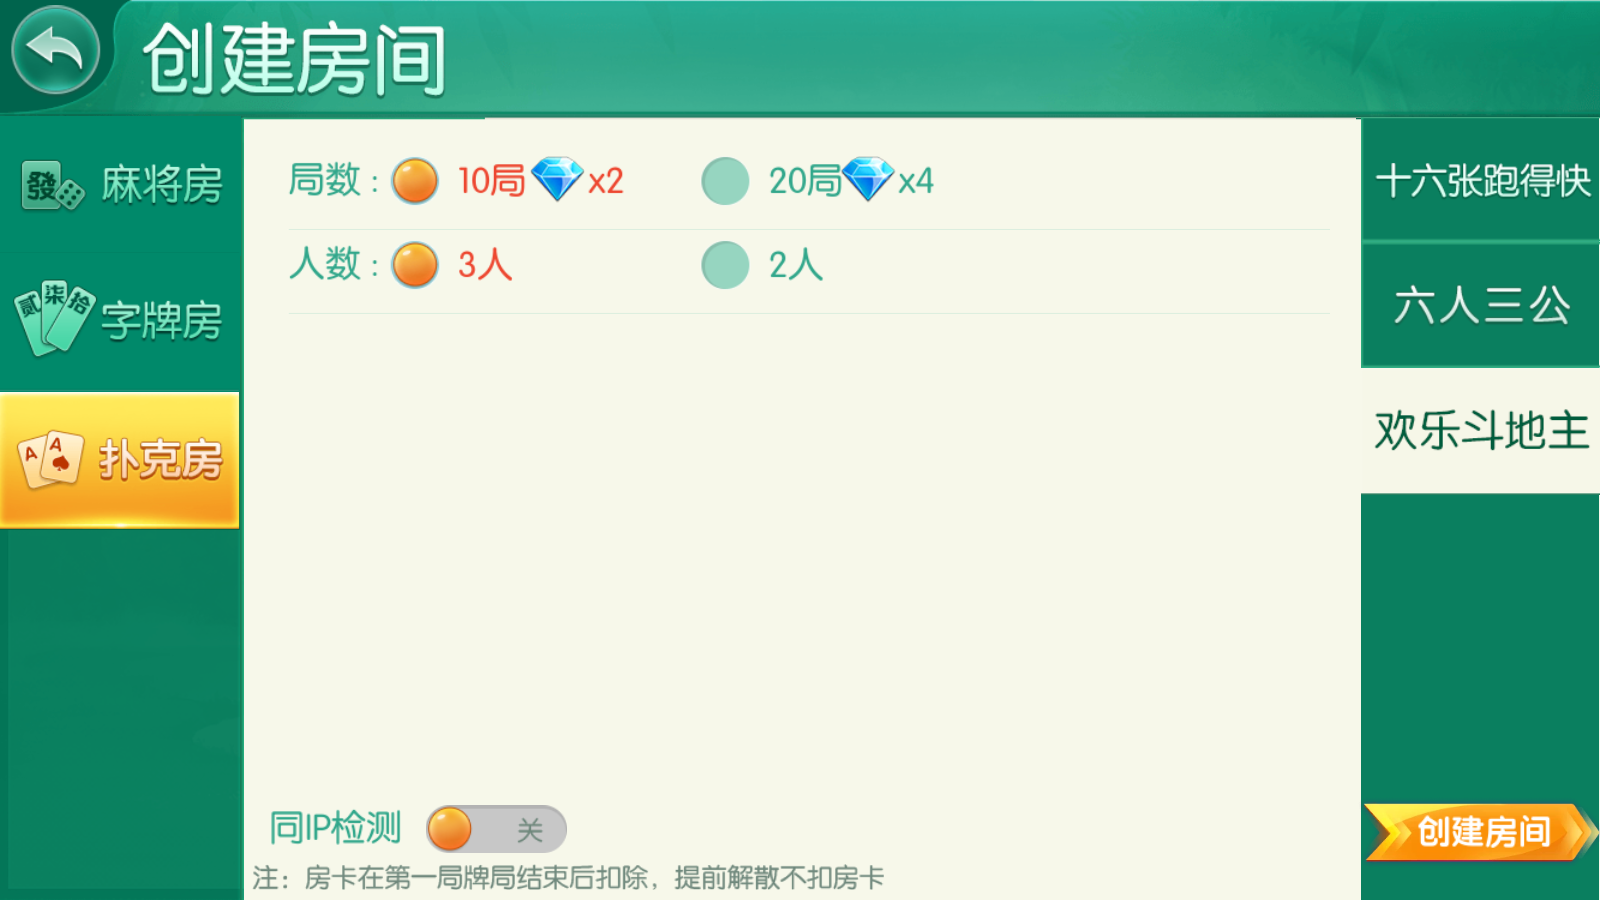 创建房间
麻将房
字牌房
扑克房
發
贰 柒 拾
A A
局数： 10局 x2 20局 x4
人数： 3人 2人
同IP检测 关
注：房卡在第一局牌局结束后扣除，提前解散不扣房卡
十六张跑得快
六人三公
欢乐斗地主
创建房间